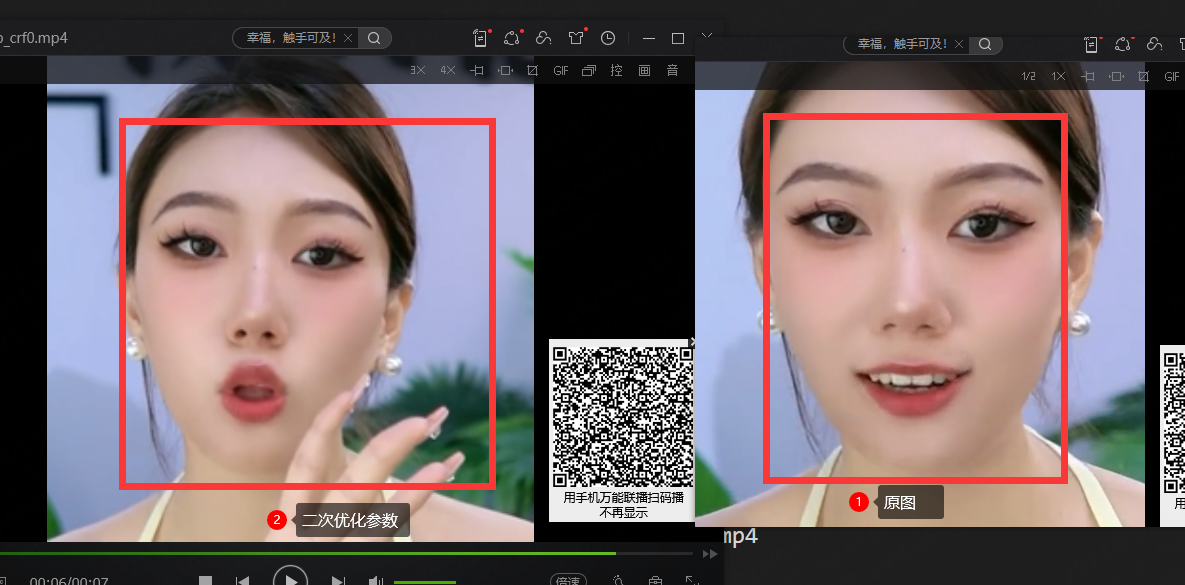 o_crf0.mp4
幸福，触手可及！
3X 4X GIF 控 画 音
幸福，触手可及！
1/2 1X GIF
用手机万能联播扫码播
不再显示
2 二次优化参数
1 原图
用
mp4
00:06/00:07
倍速